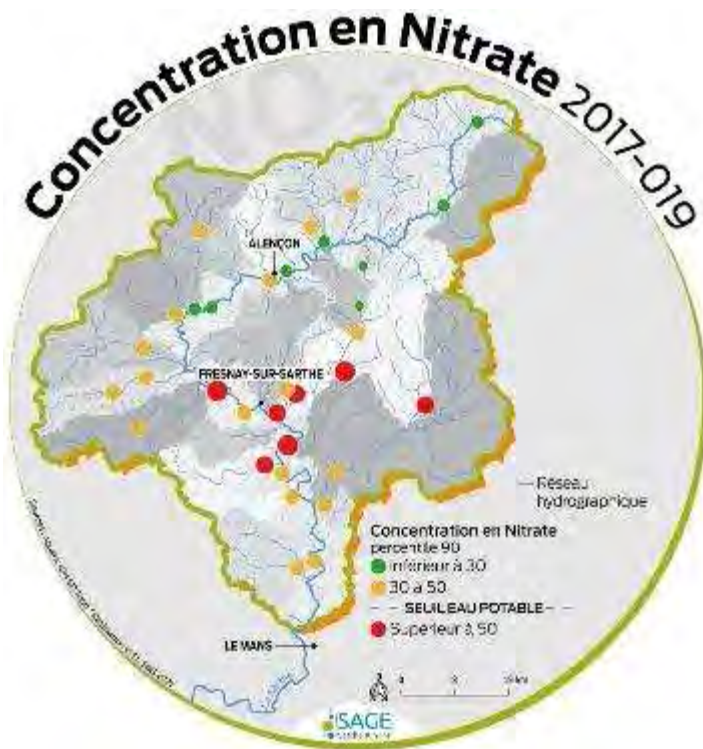 Concentration en Nitrate 2017-019
ALENÇON
FRESNAY-SUR-SARTHE
Réseau
hydrographique
Concentration en Nitrate
percentile 90
Inférieur à 30
30 à 50
SEUIL EAU POTABLE
Supérieur à 50
LE MANS
SAGE